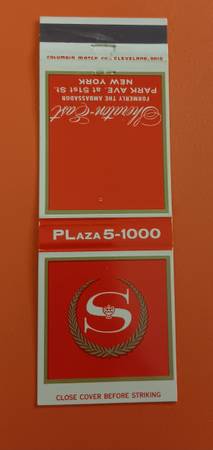 COLUMBIA MATCH CO., CLEVELAND, OHIO
Sheraton-East
FORMERLY THE AMBASSADOR
PARK AVE. at 51st St.
NEW YORK
PLAZA 5-1000
S
CLOSE COVER BEFORE STRIKING